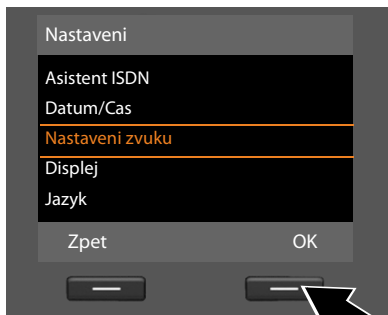 Nastaveni
Asistent ISDN
Datum/Cas
Nastaveni zvuku
Displej
Jazyk
Zpet OK